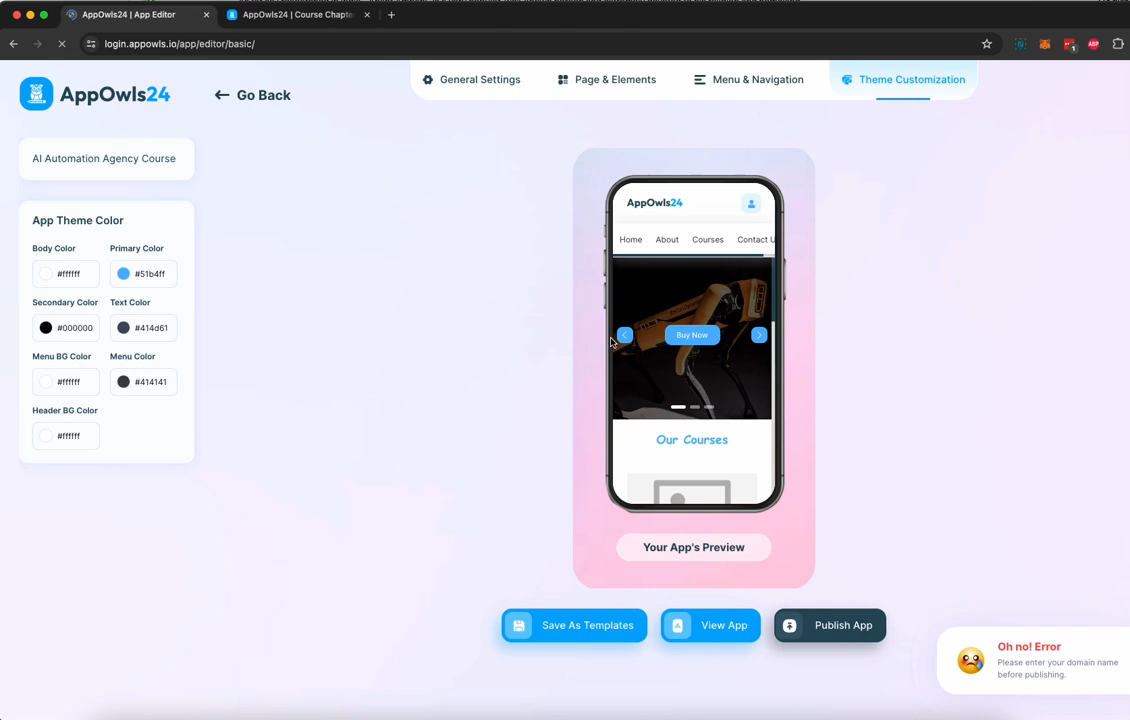 AppOwls24 | App Editor
AppOwls24 | Course Chapte
login.appowls.io/app/editor/basic/
1
ABP
AppOwls24
Go Back
General Settings
Page & Elements
Menu & Navigation
Theme Customization
AI Automation Agency Course
App Theme Color
Body Color
Primary Color
#ffffff
#51b4ff
Secondary Color
Text Color
#000000
#414d61
Menu BG Color
Menu Color
#ffffff
#414141
Header BG Color
#ffffff
AppOwls24
Home
About
Courses
Contact U
Buy Now
Our Courses
Your App's Preview
Save As Templates
View App
Publish App
Oh no! Error
Please enter your domain name
before publishing.